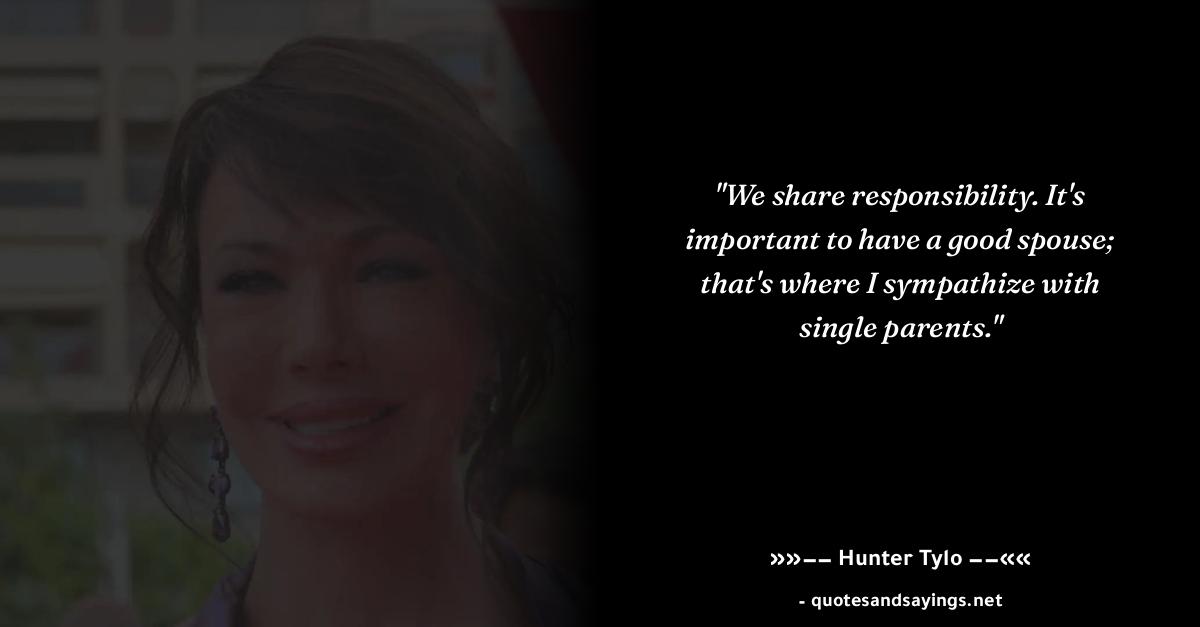 "We share responsibility. It's
important to have a good spouse;
that's where I sympathize with
single parents."
»»—— Hunter Tylo ——««
- quotesandsayings.net